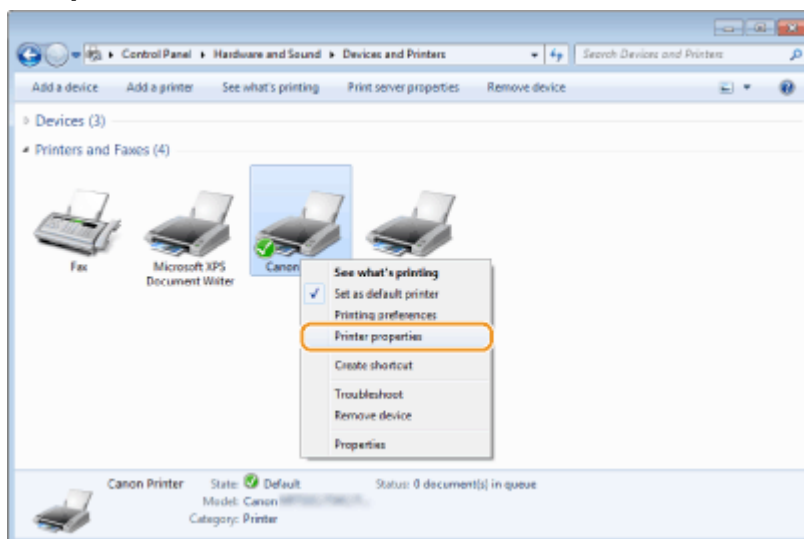 Control Panel ▸ Hardware and Sound ▸ Devices and Printers
Search Devices and Printers
Add a device Add a printer See what's printing Print server properties Remove device
Devices (3)
Printers and Faxes (4)
Fax
Microsoft XPS
Document Writer
Canon
See what's printing
Set as default printer
Printing preferences
Printer properties
Create shortcut
Troubleshoot
Remove device
Properties
Canon Printer State: Default Status: 0 document(s) in queue
Model: Canon
Category: Printer